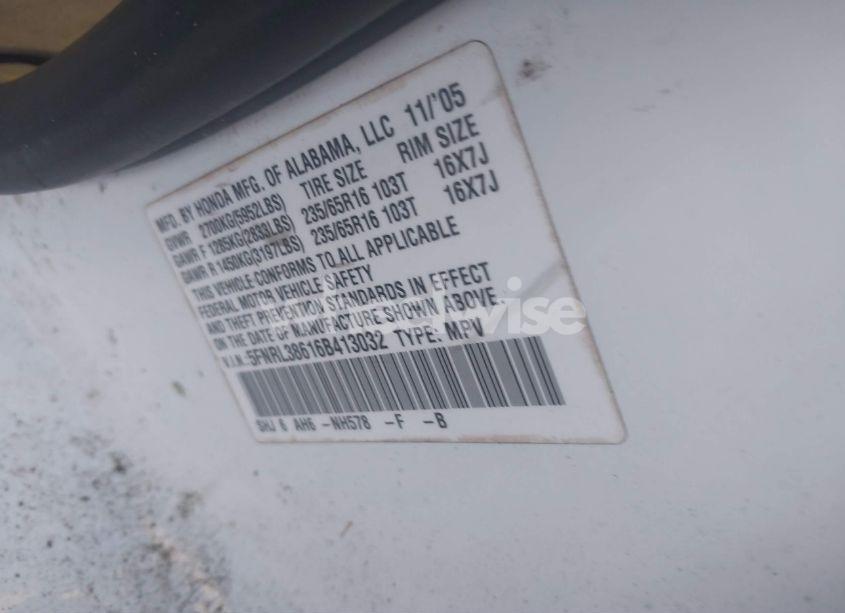 MFD. BY HONDA MFG. OF ALABAMA, LLC 11/'05
GVWR 2700KG(5952LBS) TIRE SIZE RIM SIZE
GAWR F 1285KG(2833LBS) 235/65R16 103T 16X7J
GAWR R 1450KG(3197LBS) 235/65R16 103T 16X7J
THIS VEHICLE CONFORMS TO ALL APPLICABLE
FEDERAL MOTOR VEHICLE SAFETY
AND THEFT PREVENTION STANDARDS IN EFFECT
ON DATE OF MANUFACTURE SHOWN ABOVE.
V.I.N.-5FNRL38616B413032 TYPE: MPV
SHJ 6 AH6 -NH578 -F -B